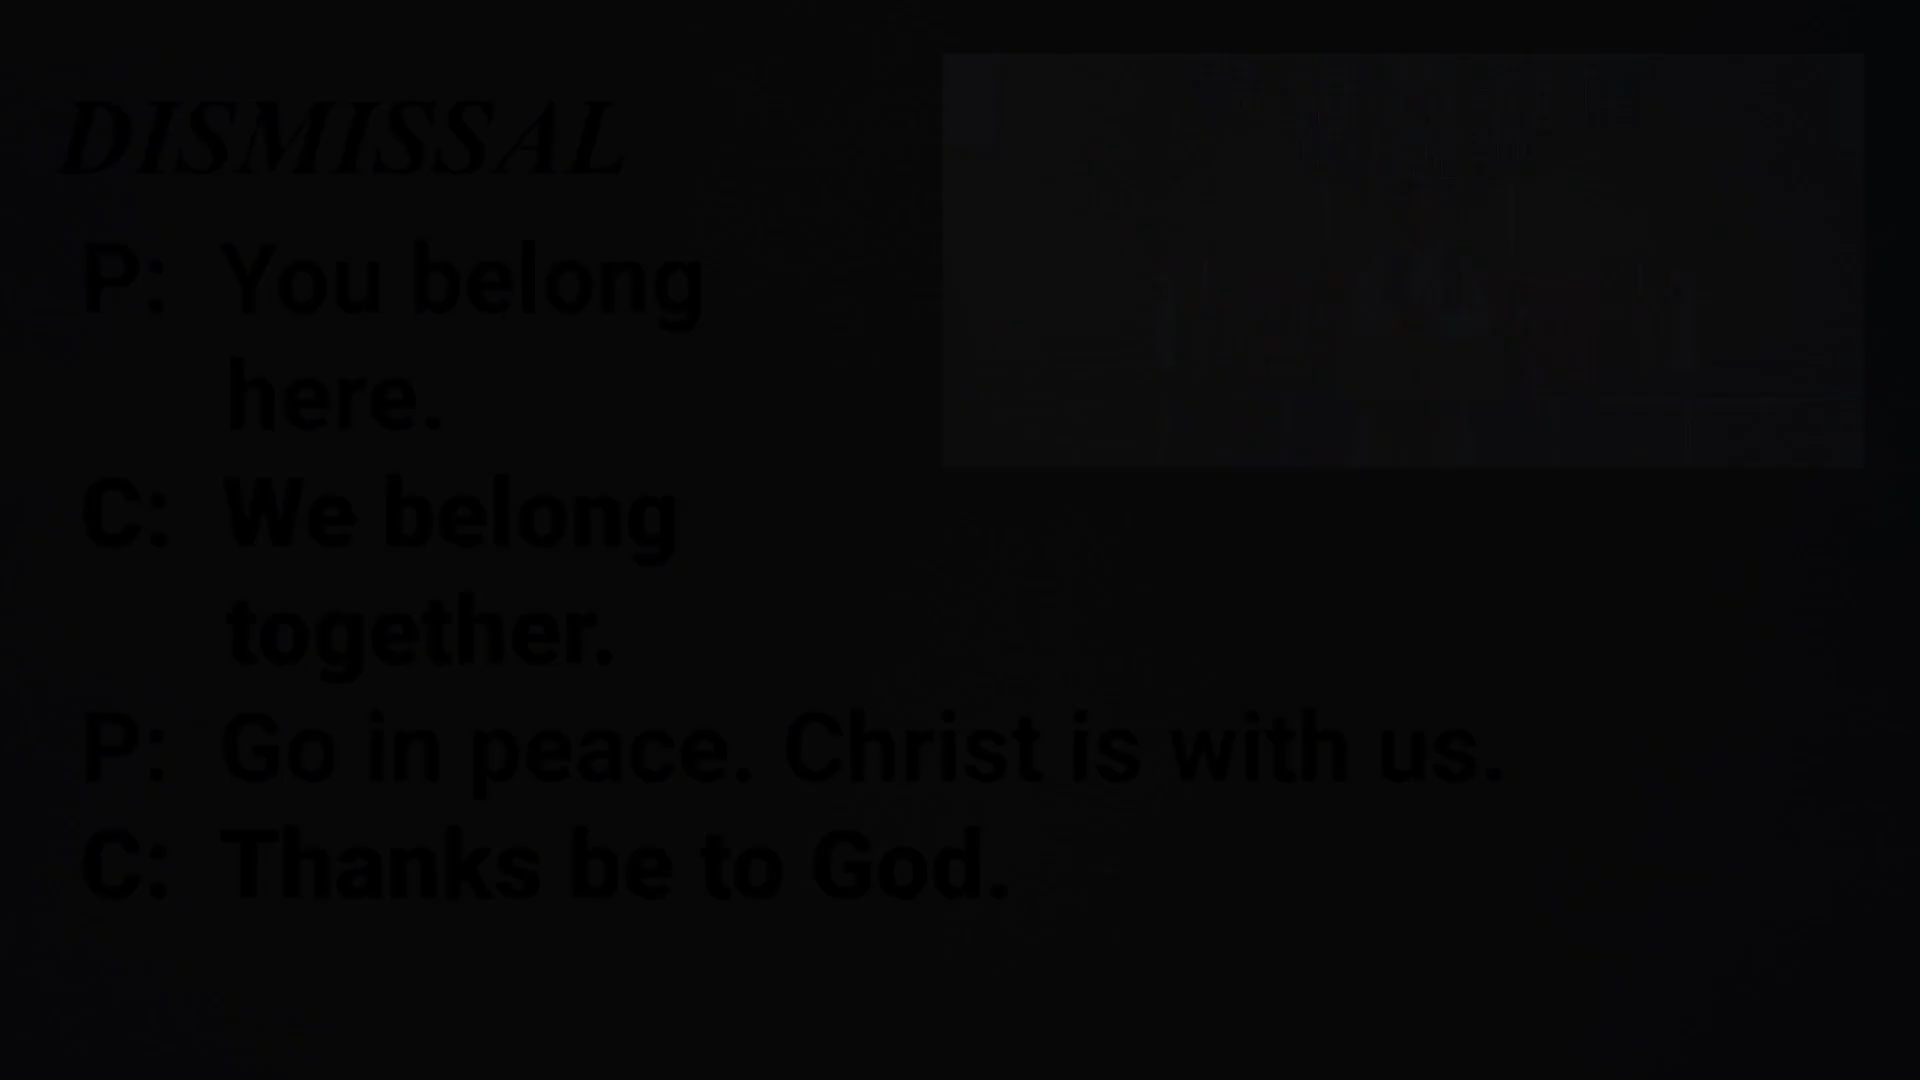 DISMISSAL
P: You belong
here.
C: We belong
together.
P: Go in peace. Christ is with us.
C: Thanks be to God.